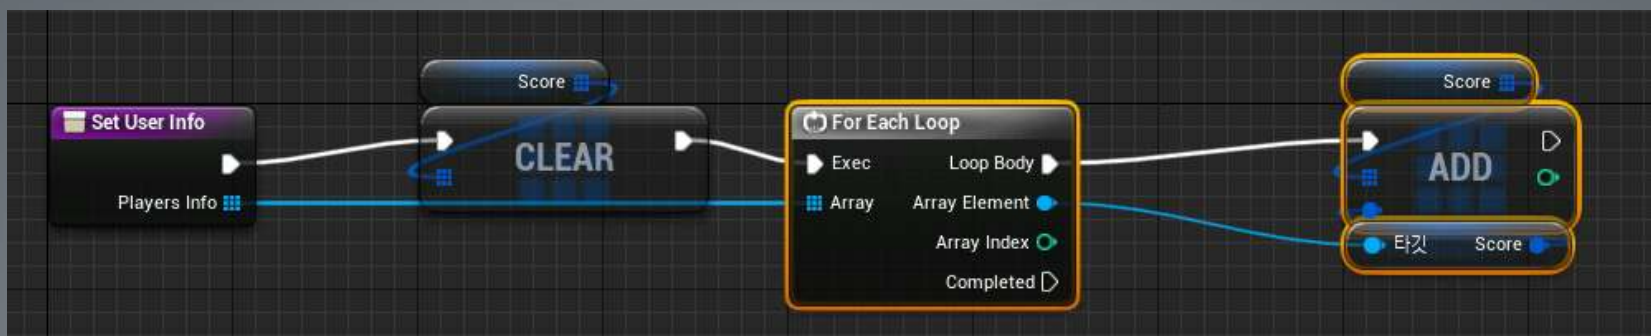 Set User Info
Players Info
Score
CLEAR
For Each Loop
Exec
Loop Body
Array
Array Element
Array Index
Completed
Score
ADD
타깃
Score